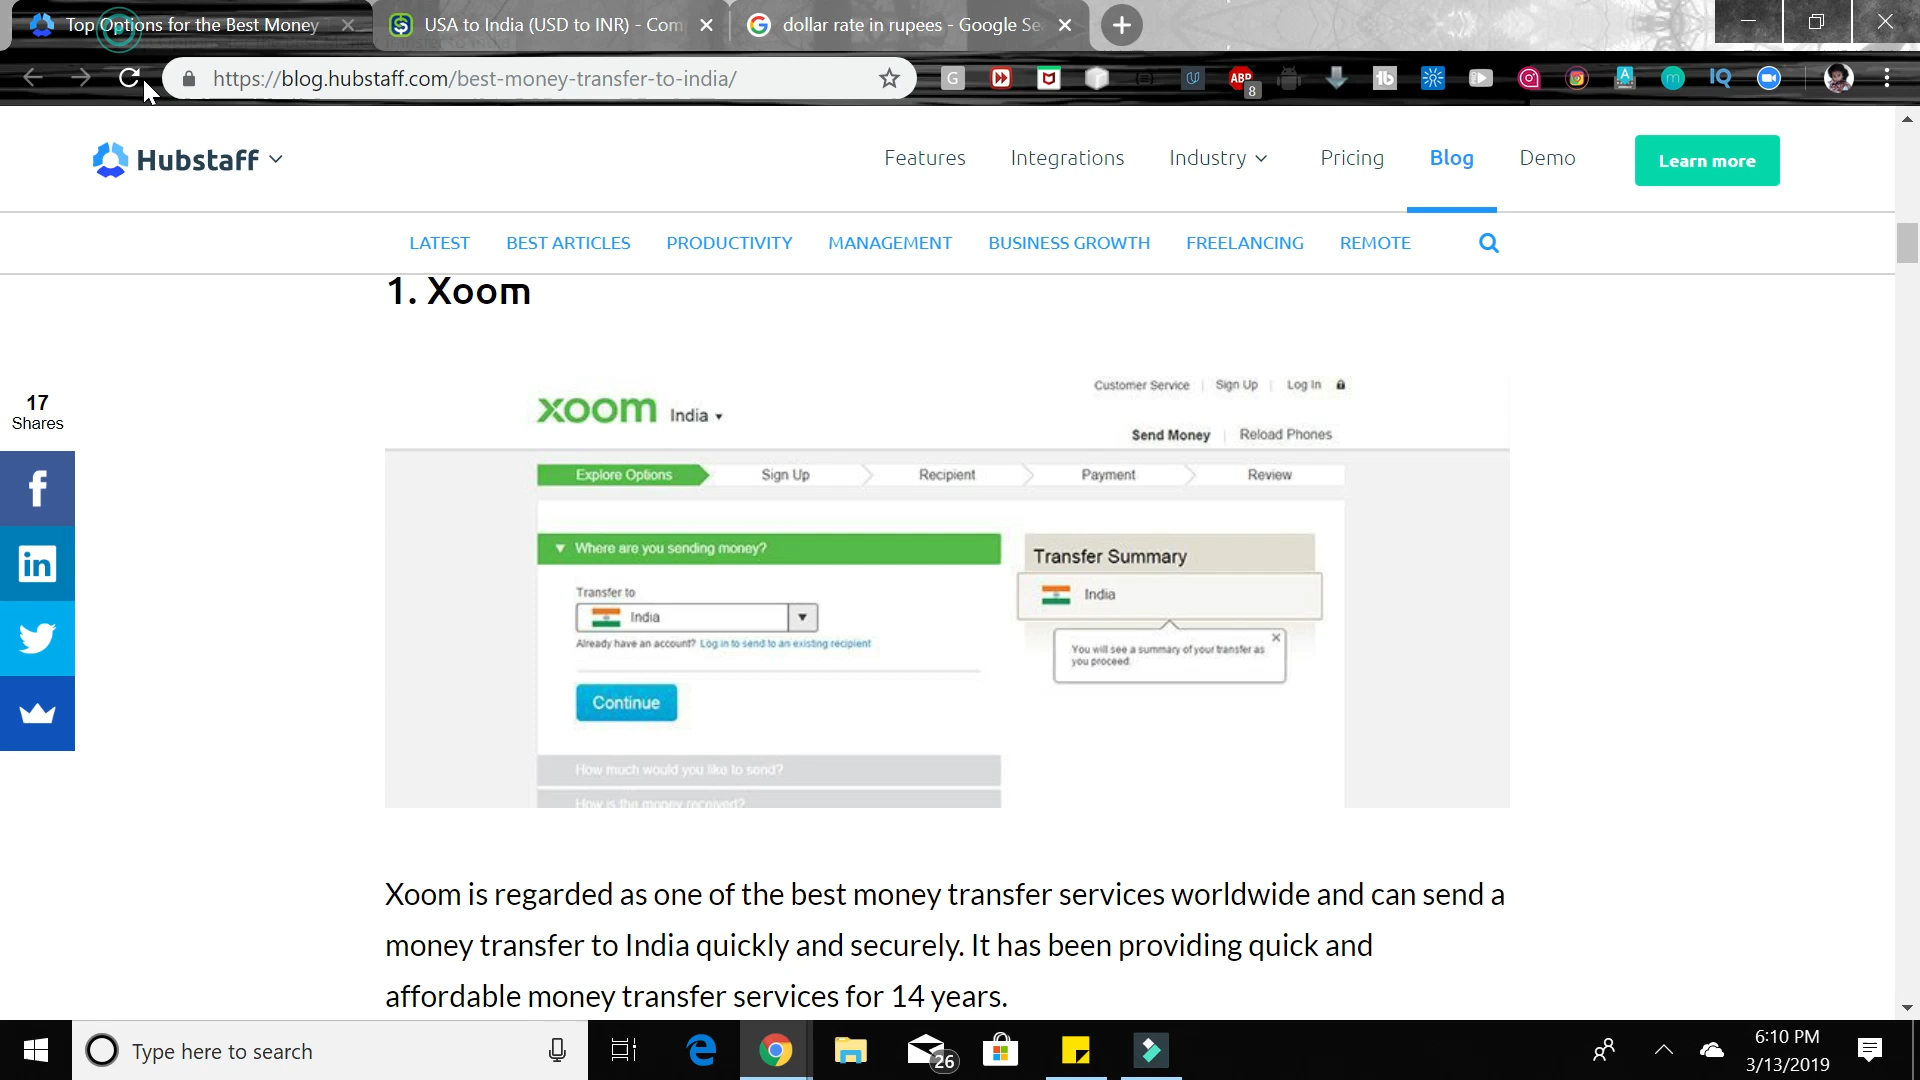 Top Options for the Best Money
USA to India (USD to INR) - Com
dollar rate in rupees - Google Se
https://blog.hubstaff.com/best-money-transfer-to-india/
ABP
8
IQ
Hubstaff
Features
Integrations
Industry
Pricing
Blog
Demo
Learn more
LATEST
BEST ARTICLES
PRODUCTIVITY
MANAGEMENT
BUSINESS GROWTH
FREELANCING
REMOTE
1. Xoom
17
Shares
Customer Service
Sign Up
Log In
xoom India
Send Money
Reload Phones
Explore Options
Sign Up
Recipient
Payment
Review
Where are you sending money?
Transfer to
India
Already have an account? Log in to send to an existing recipient
Continue
How much would you like to send?
How is the money received?
Transfer Summary
India
You will see a summary of your transfer as
you proceed.
Xoom is regarded as one of the best money transfer services worldwide and can send a
money transfer to India quickly and securely. It has been providing quick and
affordable money transfer services for 14 years.
Type here to search
26
6:10 PM
3/13/2019